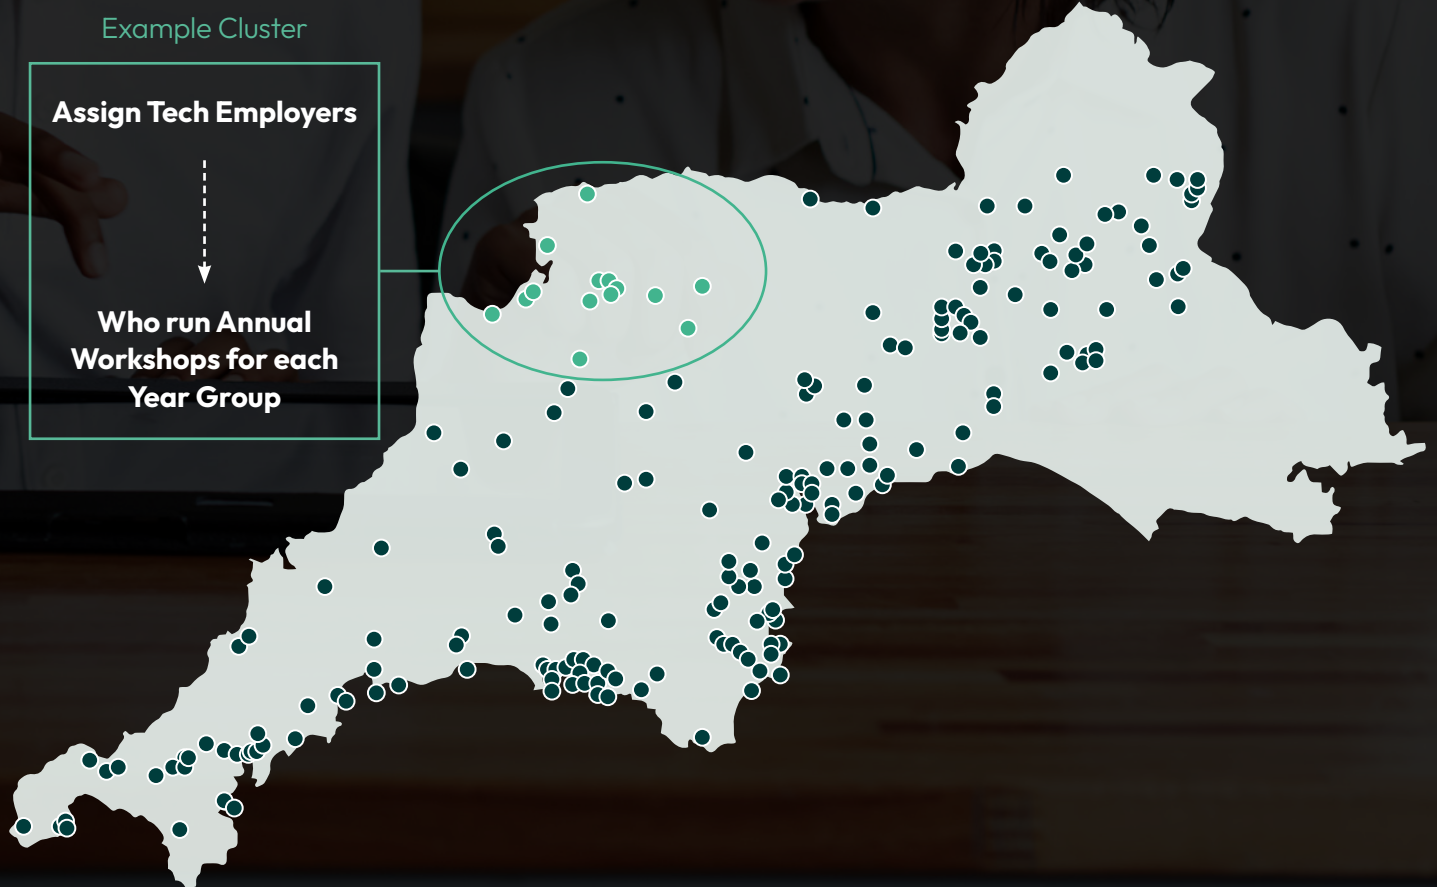 Example Cluster
Assign Tech Employers
Who run Annual
Workshops for each
Year Group